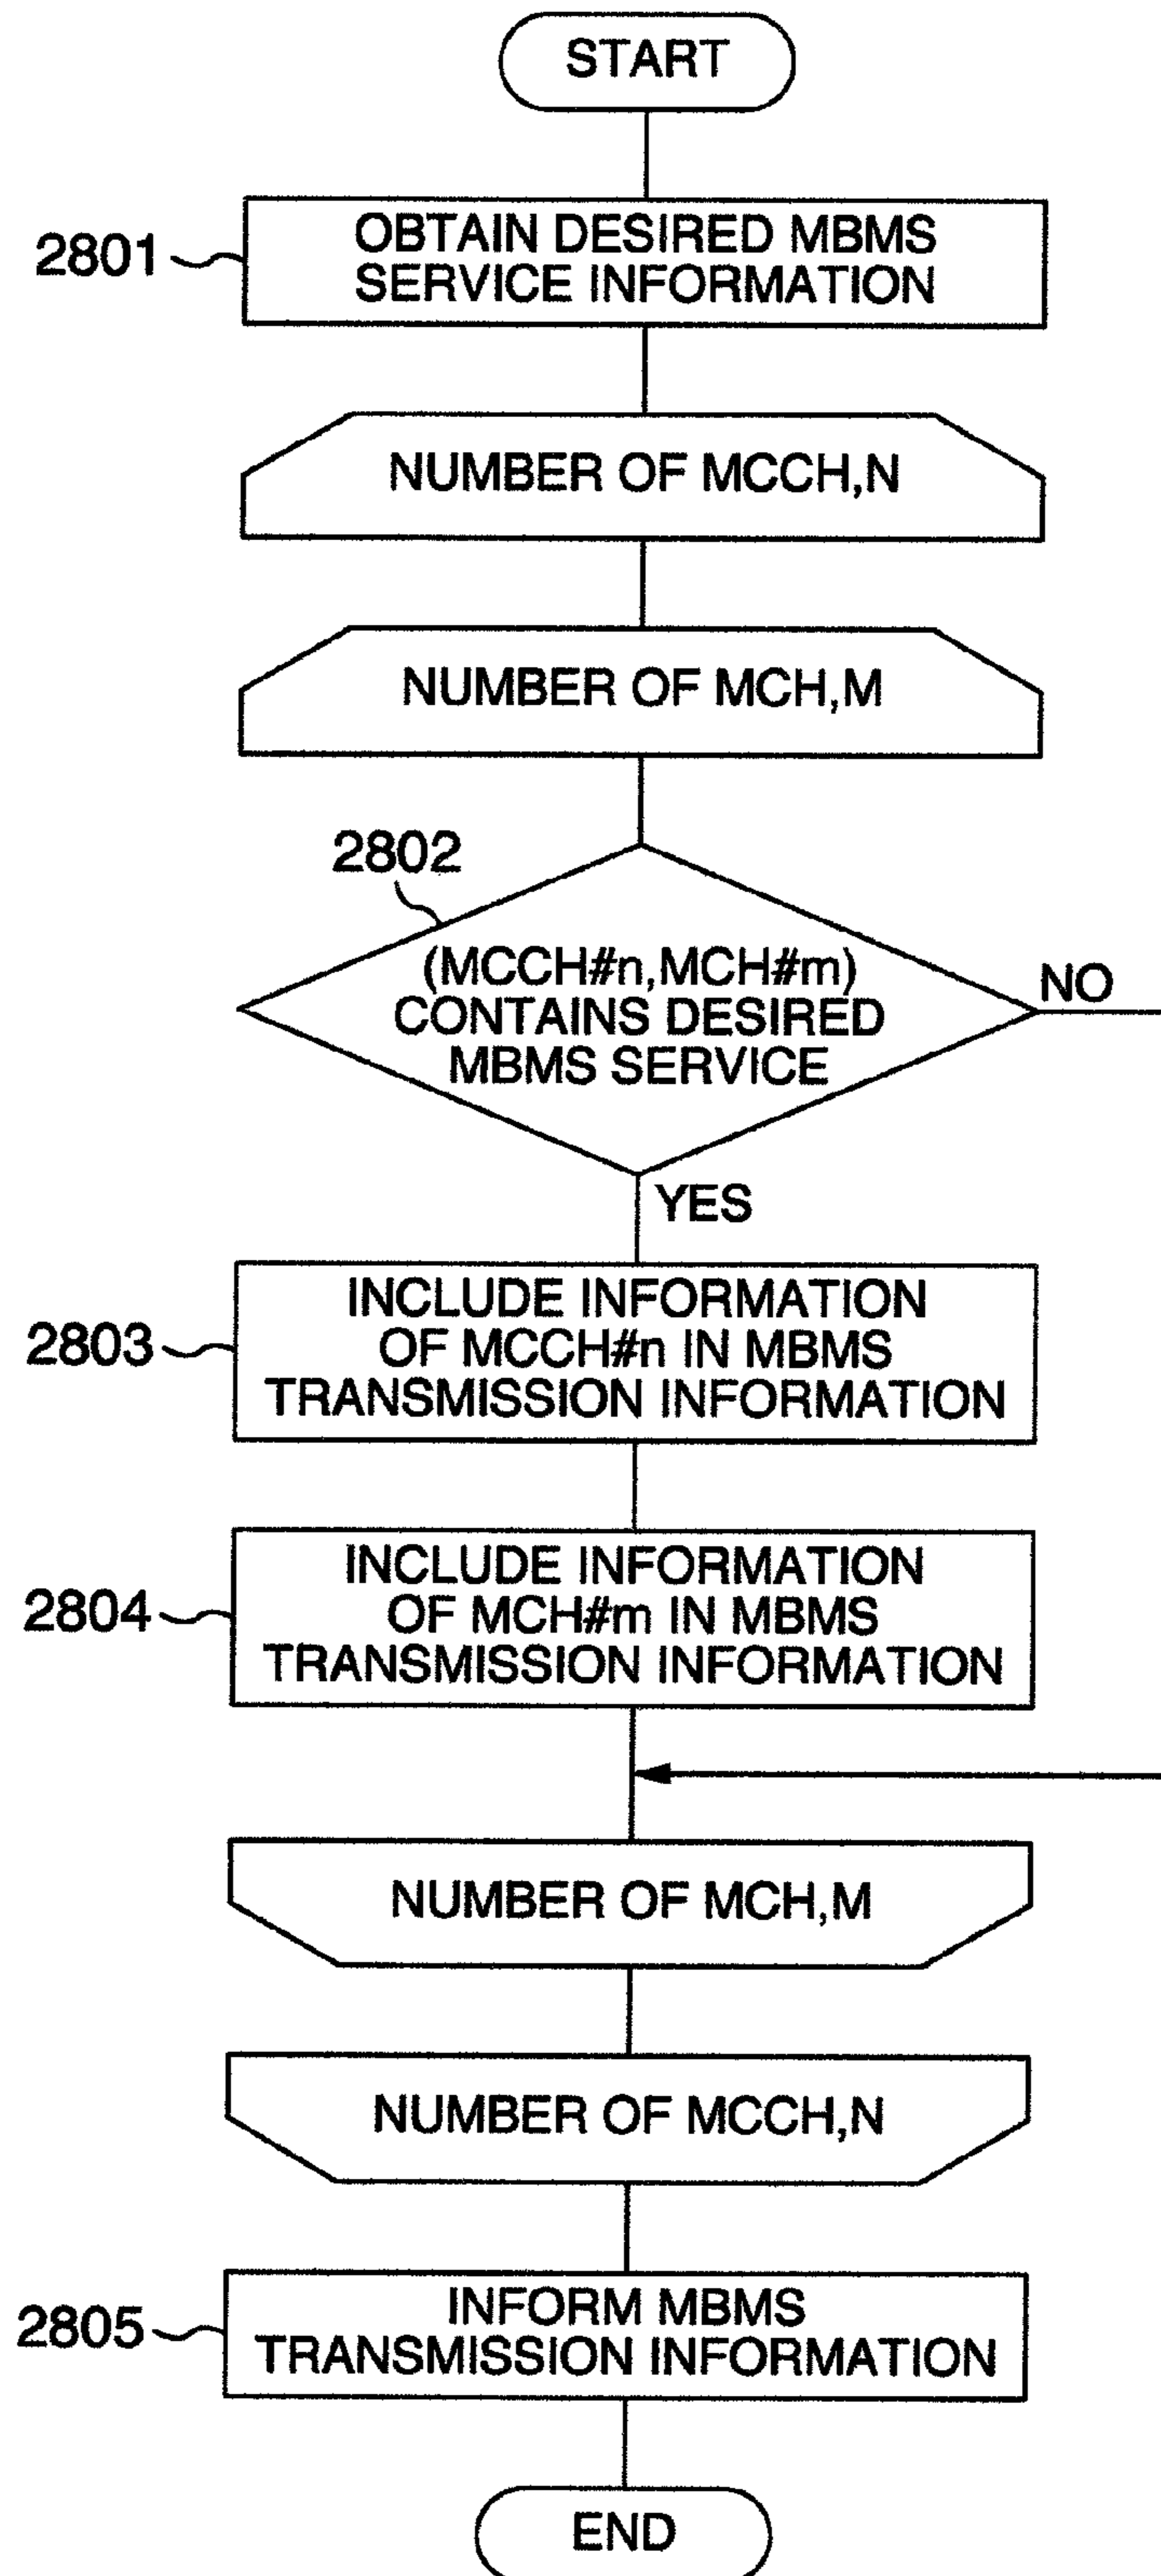 START
2801
OBTAIN DESIRED MBMS
SERVICE INFORMATION
NUMBER OF MCCH,N
NUMBER OF MCH,M
2802
(MCCH#n,MCH#m)
CONTAINS DESIRED
MBMS SERVICE
NO
YES
2803
INCLUDE INFORMATION
OF MCCH#n IN MBMS
TRANSMISSION INFORMATION
2804
INCLUDE INFORMATION
OF MCH#m IN MBMS
TRANSMISSION INFORMATION
NUMBER OF MCH,M
NUMBER OF MCCH,N
2805
INFORM MBMS
TRANSMISSION INFORMATION
END